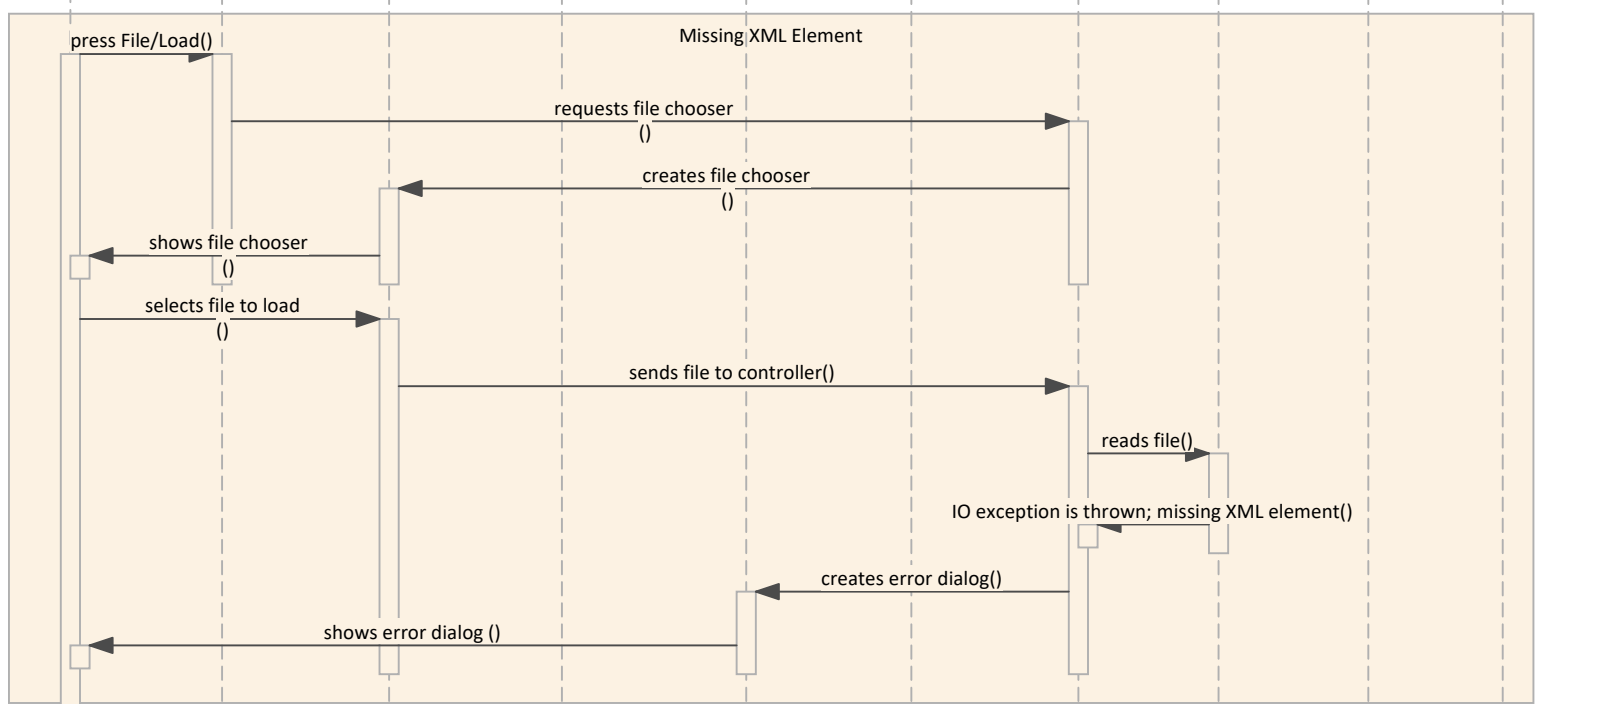 press File/Load()
Missing XML Element
requests file chooser
()
creates file chooser
()
shows file chooser
()
selects file to load
()
sends file to controller()
reads file()
IO exception is thrown; missing XML element()
creates error dialog()
shows error dialog ()